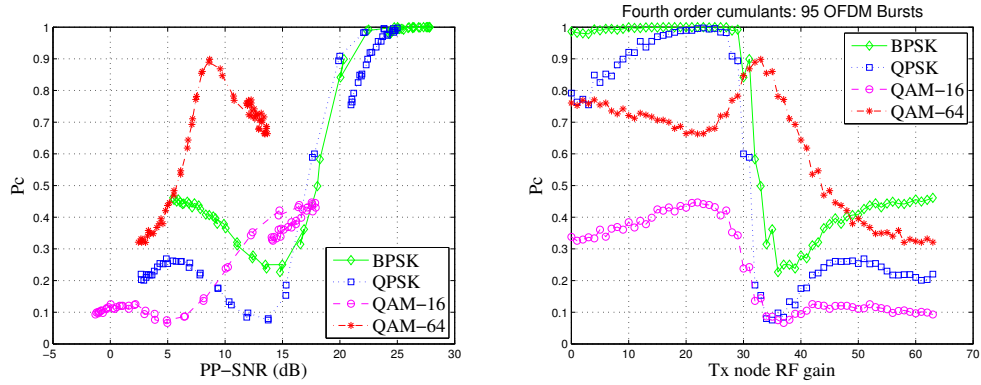 Pc
1
0.9
0.8
0.7
0.6
0.5
0.4
0.3
0.2
0.1
0
−5 0 5 10 15 20 25 30
PP−SNR (dB)
BPSK
QPSK
QAM−16
QAM−64
Fourth order cumulants: 95 OFDM Bursts
Pc
1
0.9
0.8
0.7
0.6
0.5
0.4
0.3
0.2
0.1
0
0 10 20 30 40 50 60 70
Tx node RF gain
BPSK
QPSK
QAM−16
QAM−64